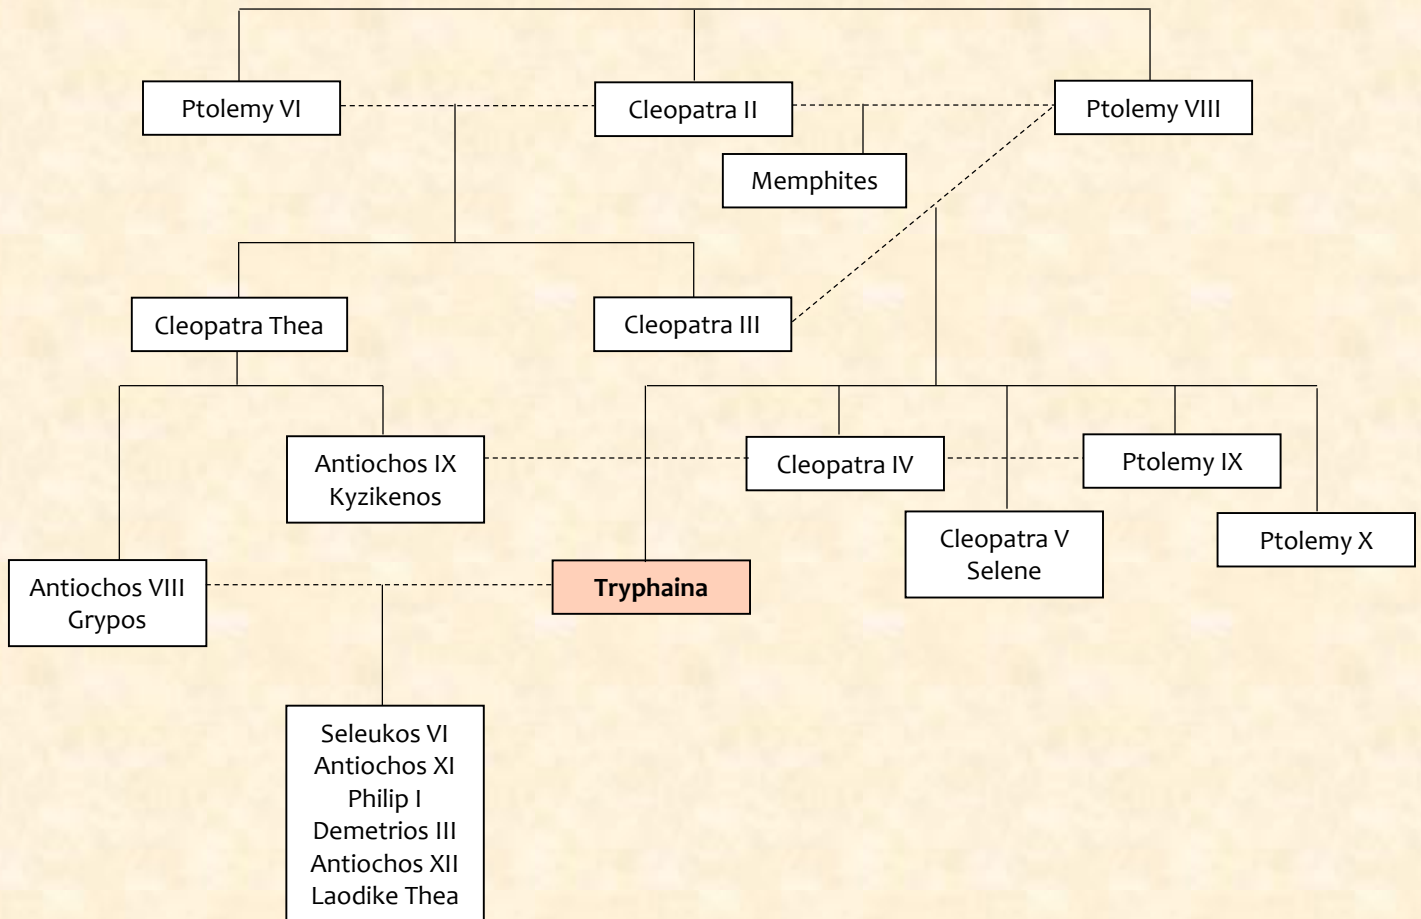 Ptolemy VI
Cleopatra II
Ptolemy VIII
Memphites
Cleopatra Thea
Cleopatra III
Antiochos IX
Kyzikenos
Cleopatra IV
Ptolemy IX
Cleopatra V
Selene
Ptolemy X
Antiochos VIII
Grypos
Tryphaina
Seleukos VI
Antiochos XI
Philip I
Demetrios III
Antiochos XII
Laodike Thea